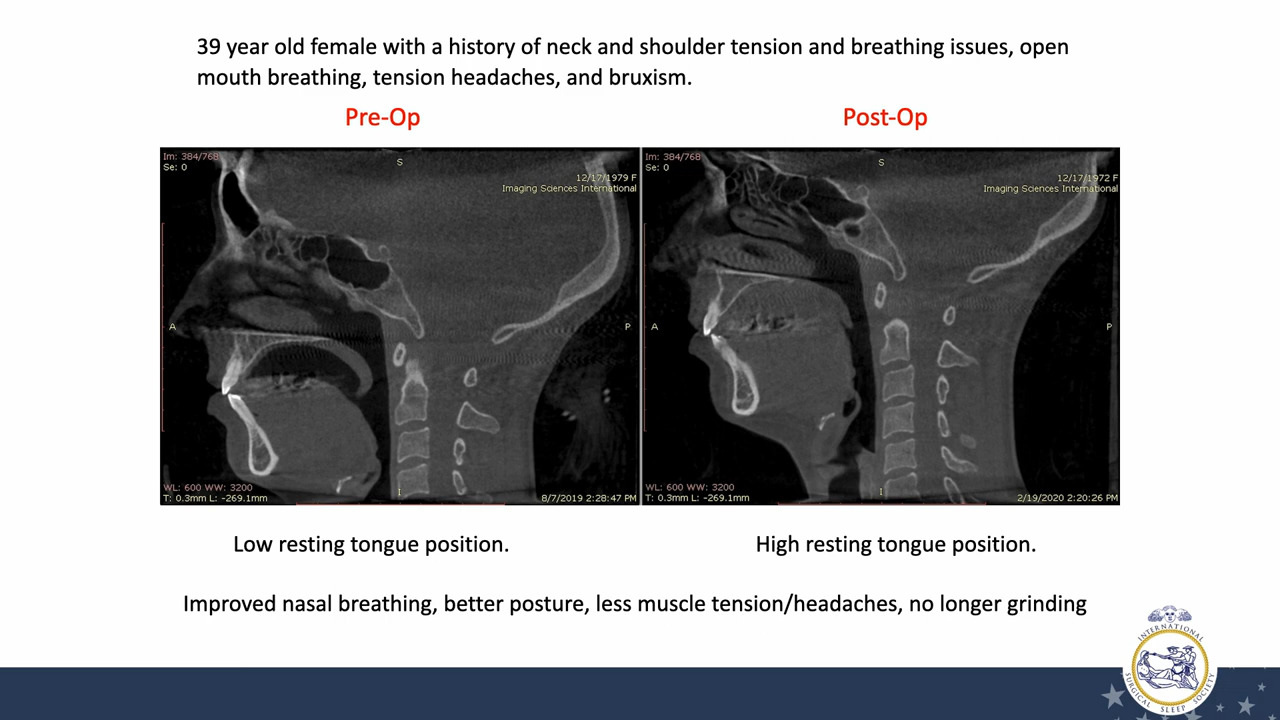 39 year old female with a history of neck and shoulder tension and breathing issues, open
mouth breathing, tension headaches, and bruxism.
Pre-Op
Post-Op
Im: 384/768
Se: 0
S
12/17/1979 F
Imaging Sciences International
A
P
WL: 600 WW: 3200
T: 0.3mm L: -269.1mm
I
8/7/2019 2:28:47 PM
Im: 384/768
Se: 0
S
12/17/1972 F
Imaging Sciences International
A
P
WL: 600 WW: 3200
T: 0.3mm L: -269.1mm
I
2/19/2020 2:20:26 PM
Low resting tongue position.
High resting tongue position.
Improved nasal breathing, better posture, less muscle tension/headaches, no longer grinding
INTERNATIONAL
SURGICAL SLEEP SOCIETY